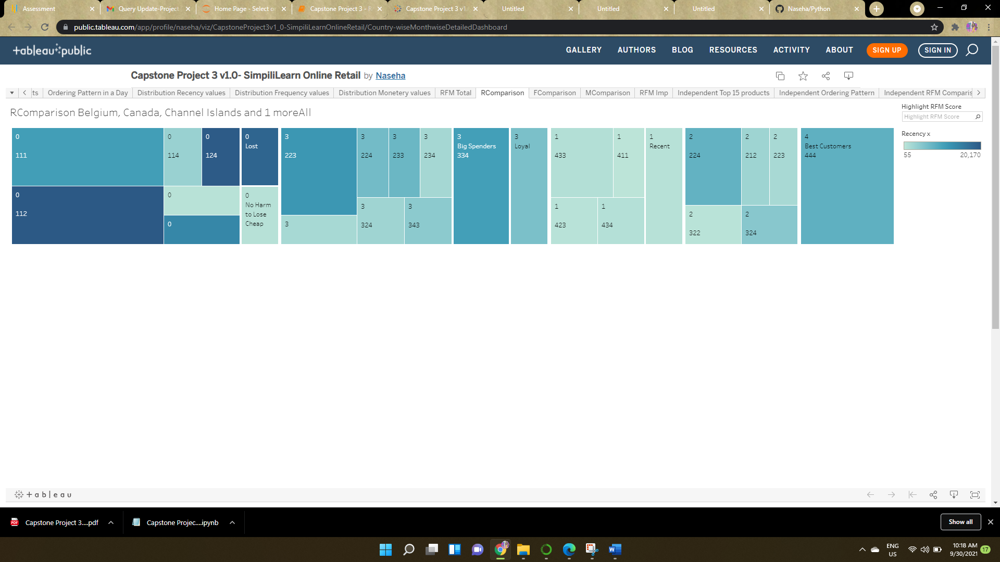 Assessment
Query Update-Project
Home Page - Select or
Capstone Project 3 - R
Capstone Project 3 v1.
Untitled
Untitled
Untitled
Naseha/Python
public.tableau.com/app/profile/naseha/viz/CapstoneProject3v1_0-SimpiliLearnOnlineRetail/Country-wiseMonthwiseDetailedDashboard
+ableau public
GALLERY AUTHORS BLOG RESOURCES ACTIVITY ABOUT SIGN UP SIGN IN
Capstone Project 3 v1.0- SimpiliLearn Online Retail by Naseha
ts Ordering Pattern in a Day Distribution Recency values Distribution Frequency values Distribution Monetery values RFM Total RComparison FComparison MComparison RFM Imp Independent Top 15 products Independent Ordering Pattern Independent RFM Comparis
RComparison Belgium, Canada, Channel Islands and 1 moreAll
0
111
0
112
0
114
0
124
0
0
0
Lost
0
No Harm
to Lose
Cheap
3
223
3
3
224
3
233
3
234
3
324
3
343
3
Big Spenders
334
3
Loyal
1
433
1
411
1
423
1
434
1
Recent
2
224
2
212
2
223
2
322
2
324
4
Best Customers
444
Highlight RFM Score
Highlight RFM Score
Recency x
55 20,170
+ableau
Capstone Project 3....pdf
Capstone Projec....ipynb
Show all
ENG
US
10:18 AM
9/30/2021
17